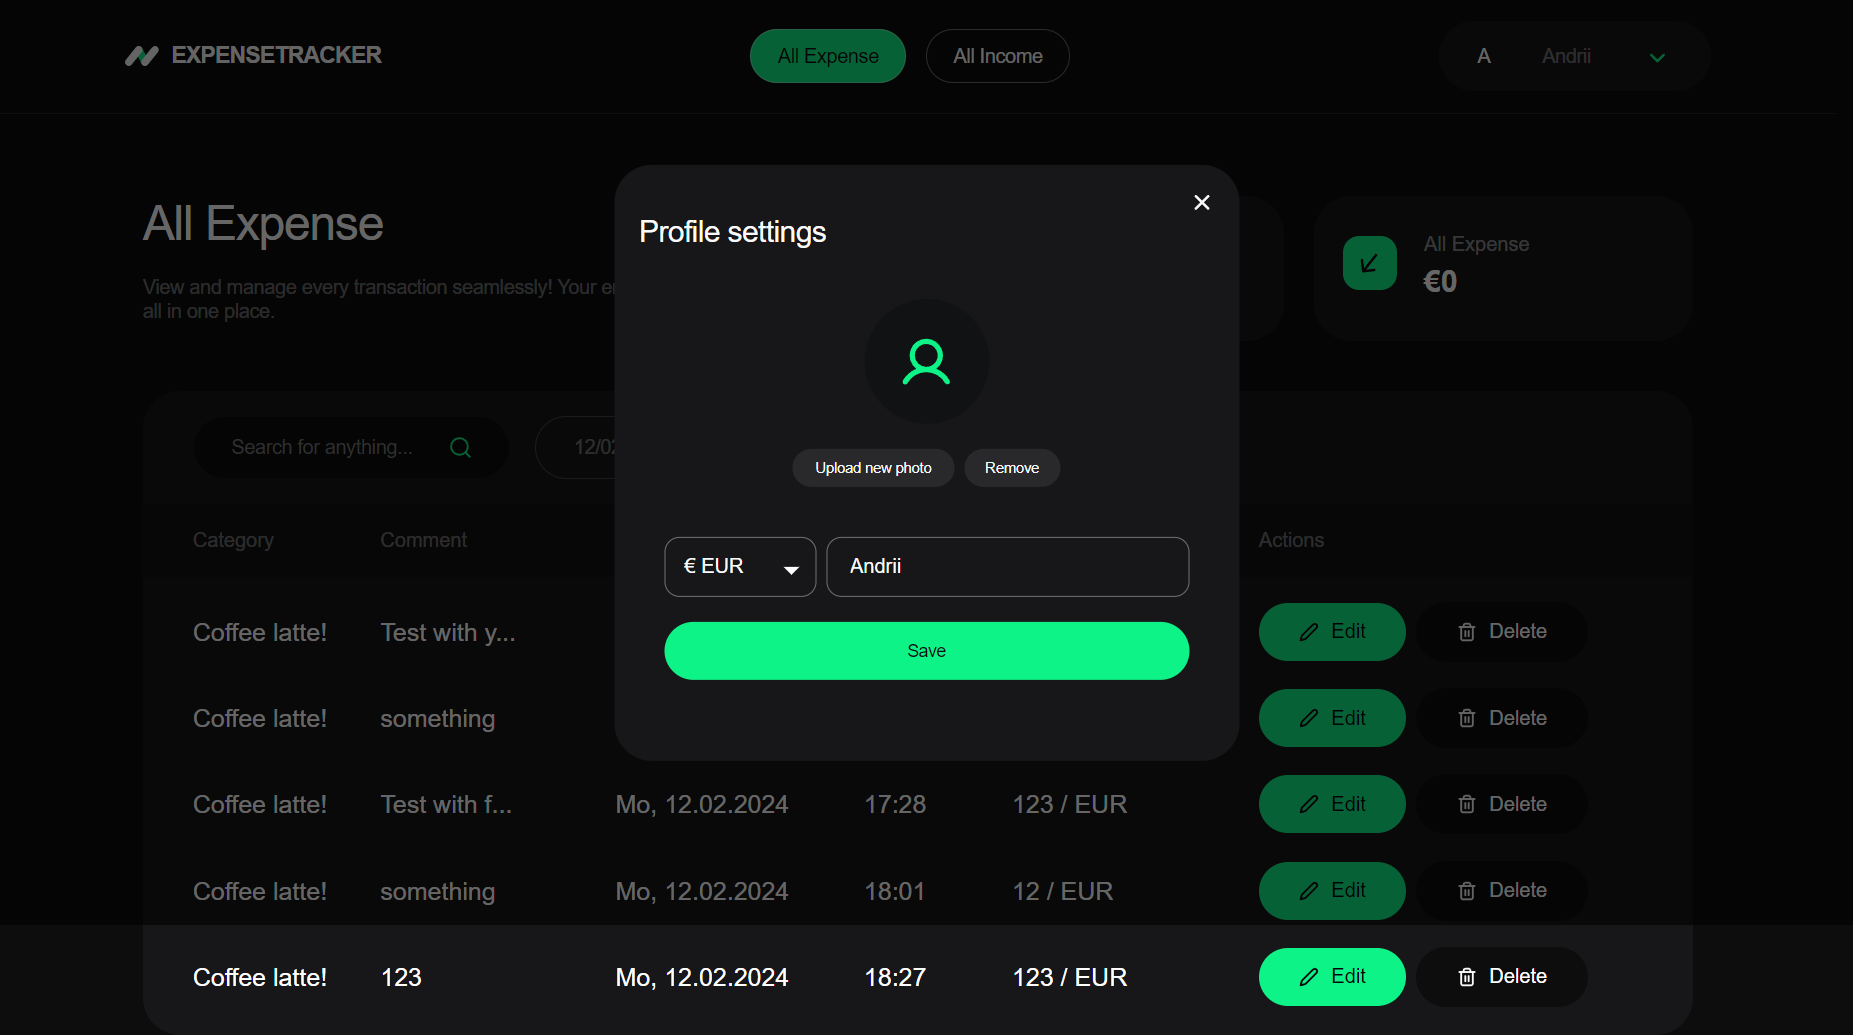 EXPENSETRACKER
All Expense
All Income
A
Andrii
All Expense
View and manage every transaction seamlessly! Your
all in one place.
All Expense
€0
Profile settings
Upload new photo
Remove
€ EUR
Andrii
Save
Search for anything...
12/02
Category
Comment
Actions
Coffee latte!
Test with y...
Edit
Delete
Coffee latte!
something
Edit
Delete
Coffee latte!
Test with f...
Mo, 12.02.2024
17:28
123 / EUR
Edit
Delete
Coffee latte!
something
Mo, 12.02.2024
18:01
12 / EUR
Edit
Delete
Coffee latte!
123
Mo, 12.02.2024
18:27
123 / EUR
Edit
Delete